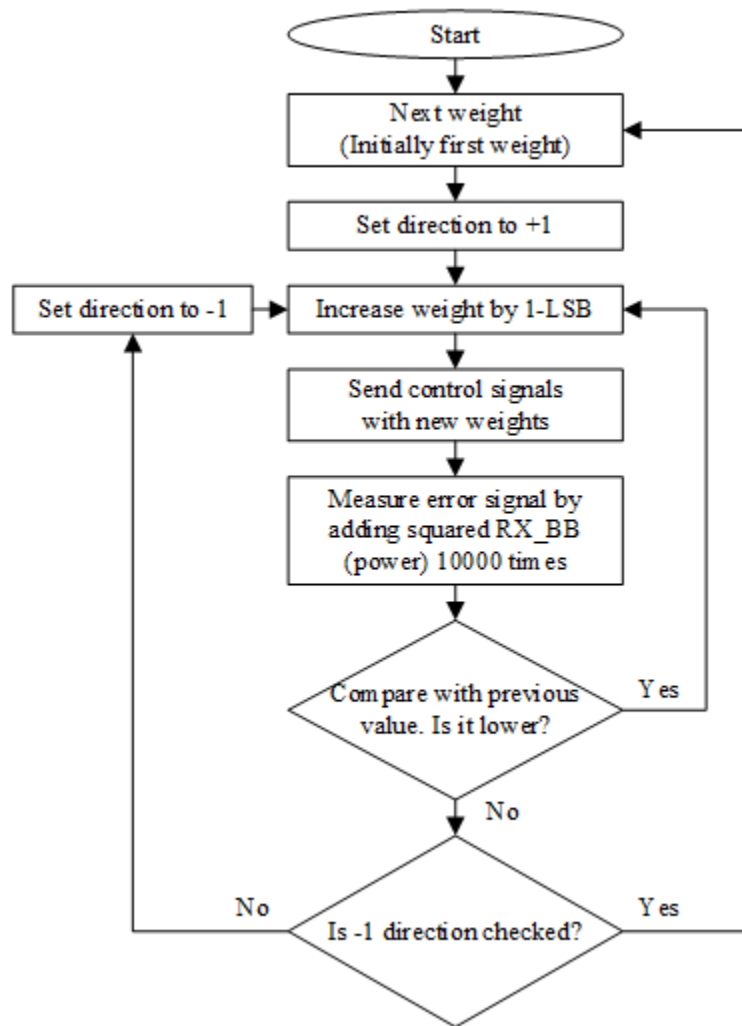 Start
Next weight
(Initially first weight)
Set direction to +1
Set direction to -1
Increase weight by 1-LSB
Send control signals
with new weights
Measure error signal by
adding squared RX_BB
(power) 10000 times
Compare with previous
value. Is it lower?
Yes
No
No
Is -1 direction checked?
Yes